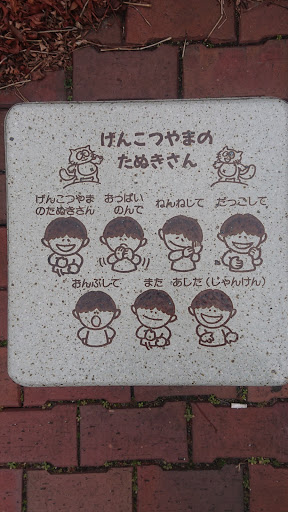 げんこつやまの
たぬきさん
げんこつやま
のたぬきさん
おっぱい
のんで
ねんねして
だっこして
おんぶして
また
あした(じゃんけん)